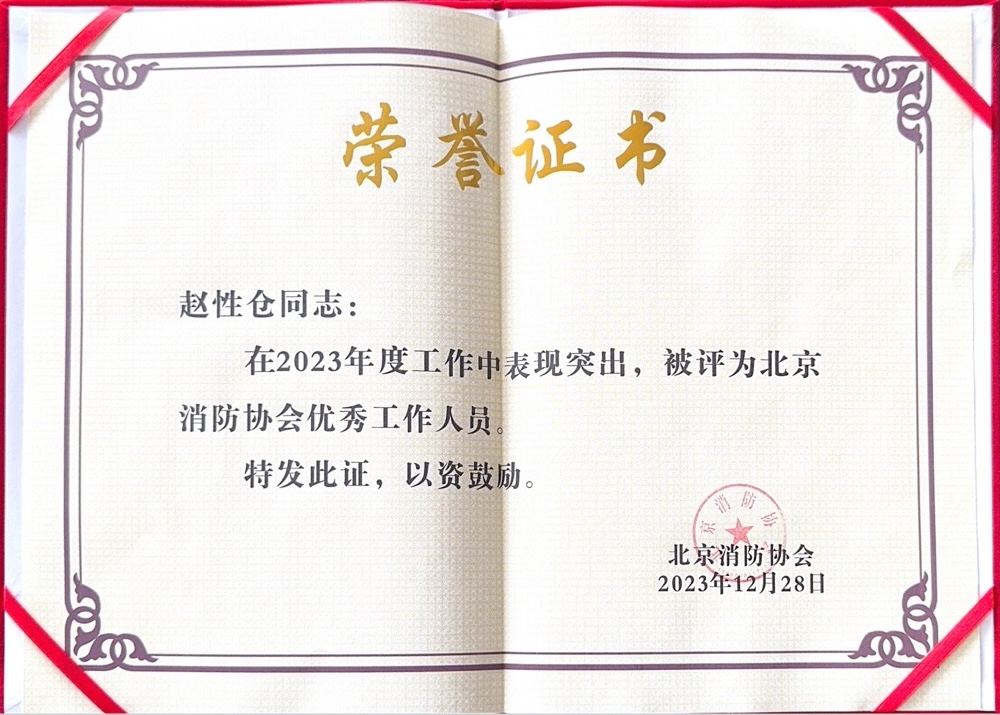 荣誉证书
赵性仓同志：
在2023年度工作中表现突出，被评为北京
消防协会优秀工作人员。
特发此证，以资鼓励。
北京消防协会
北京消防协会
2023年12月28日